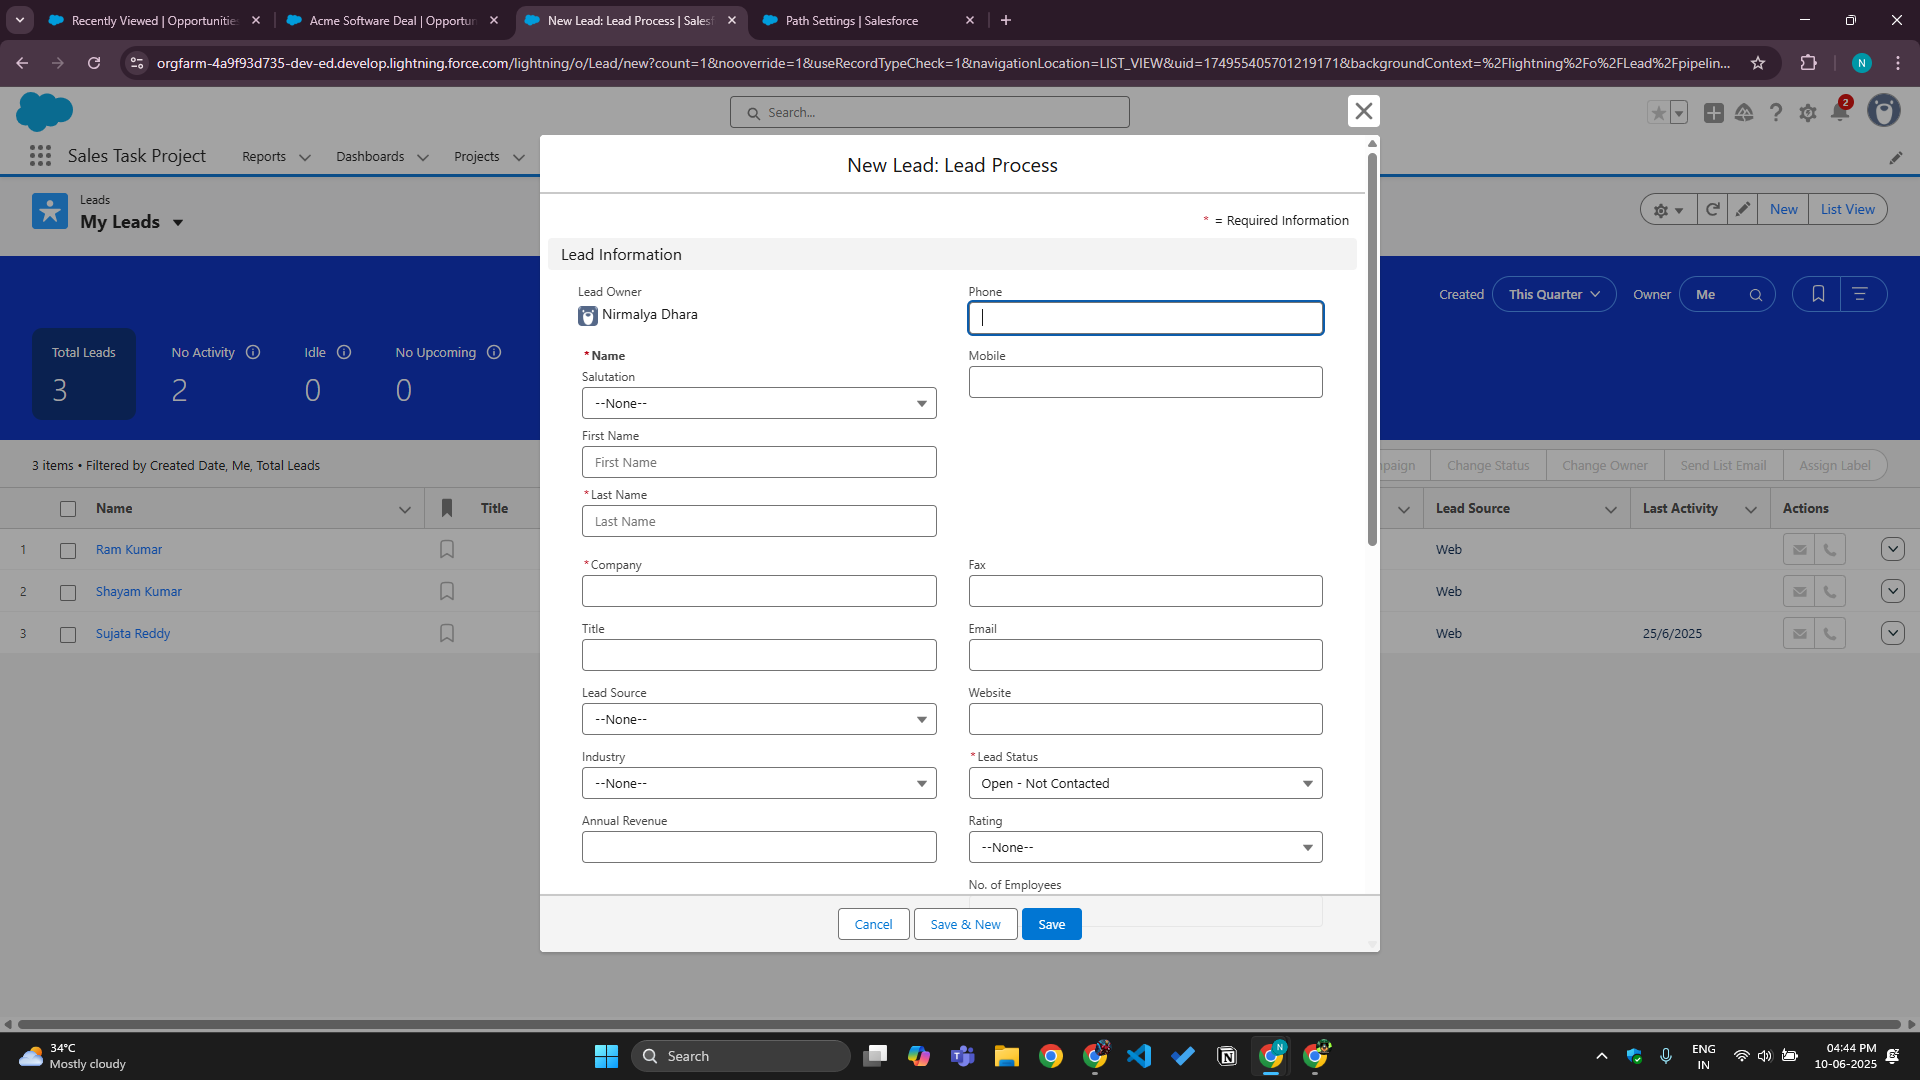 Recently Viewed | Opportunities
Acme Software Deal | Opportun
New Lead: Lead Process | Salesf
Path Settings | Salesforce
orgfarm-4a9f93d735-dev-ed.develop.lightning.force.com/lightning/o/Lead/new?count=1&nooverride=1&useRecordTypeCheck=1&navigationLocation=LIST_VIEW&uid=174955405701219171&backgroundContext=%2Flightning%2Fo%2FLead%2Fpipelin...
N
Search...
2
Sales Task Project
Reports
Dashboards
Projects
Leads
My Leads
New
List View
New Lead: Lead Process
* = Required Information
Lead Information
Created
This Quarter
Owner
Me
Total Leads
3
No Activity
2
Idle
0
No Upcoming
0
Lead Owner
Nirmalya Dhara
Phone
*Name
Salutation
--None--
Mobile
First Name
First Name
*Last Name
Last Name
*Company
Fax
Title
Email
Lead Source
--None--
Website
Industry
--None--
*Lead Status
Open - Not Contacted
Annual Revenue
Rating
--None--
No. of Employees
Cancel
Save & New
Save
3 items • Filtered by Created Date, Me, Total Leads
paign
Change Status
Change Owner
Send List Email
Assign Label
Name
Title
Lead Source
Last Activity
Actions
1 Ram Kumar Web
2 Shayam Kumar Web
3 Sujata Reddy Web 25/6/2025
34°C
Mostly cloudy
Search
N
ENG
IN
04:44 PM
10-06-2025